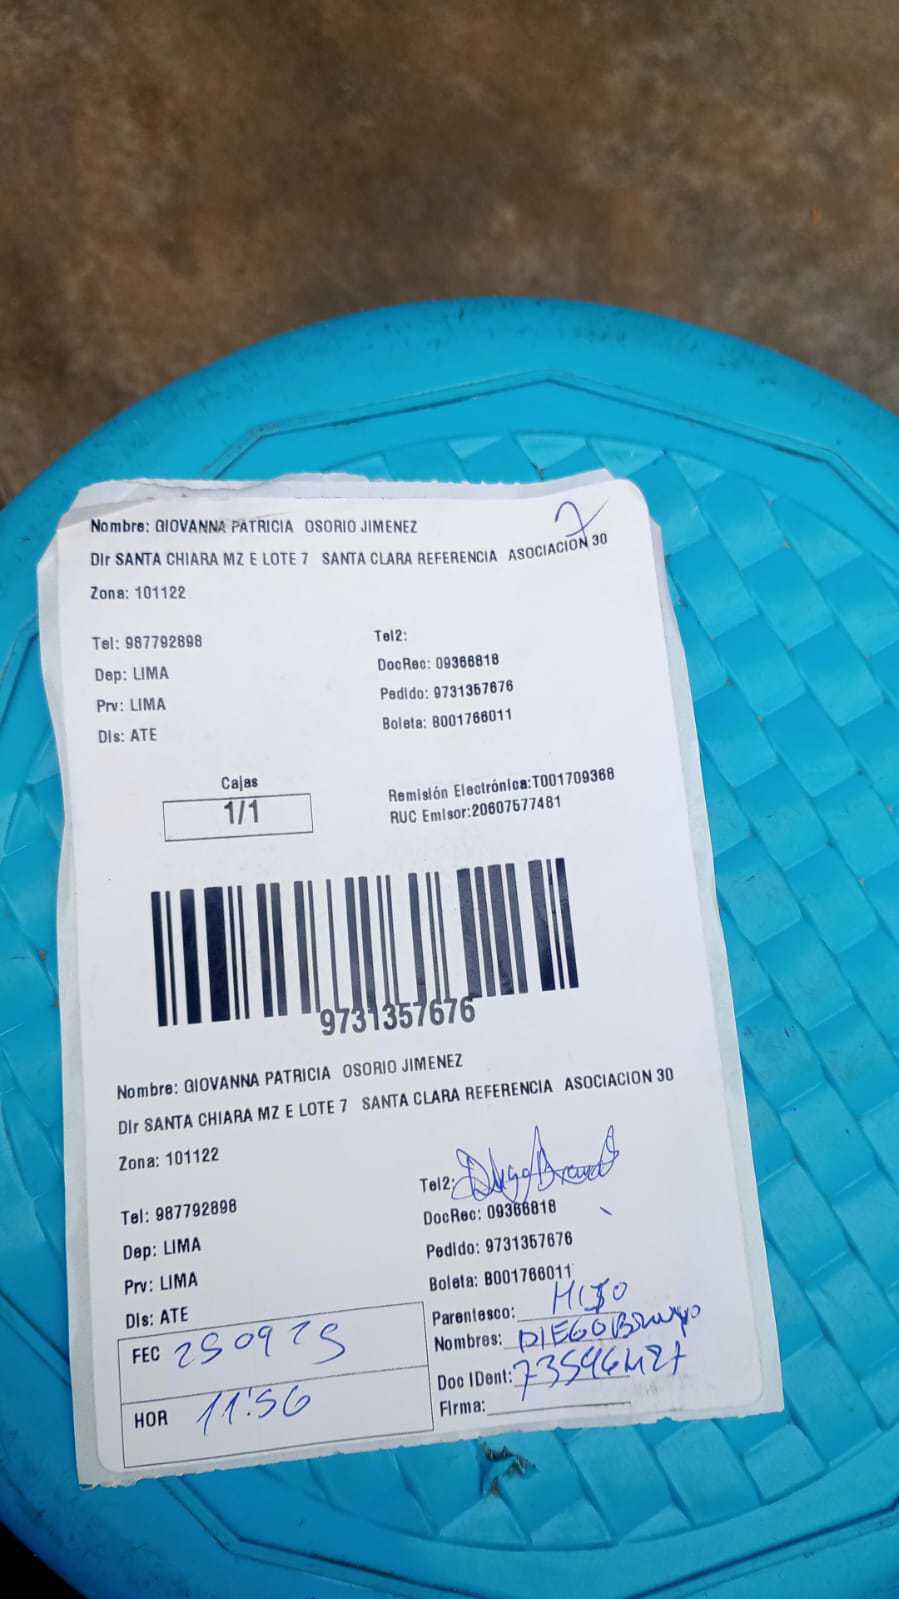 7
Nombre: GIOVANNA PATRICIA OSORIO JIMENEZ
Dir SANTA CHIARA MZ E LOTE 7 SANTA CLARA REFERENCIA ASOCIACION 30
Zona: 101122
Tel: 987792898 Tel2:
Dep: LIMA DocRec: 09366818
Prv: LIMA Pedido: 9731357676
Dis: ATE Boleta: B001766011
Cajas
1/1
Remisión Electrónica:T001709368
RUC Emisor:20607577481
9731357676
Nombre: GIOVANNA PATRICIA OSORIO JIMENEZ
Dir SANTA CHIARA MZ E LOTE 7 SANTA CLARA REFERENCIA ASOCIACION 30
Zona: 101122
Tel2:
Tel: 987792898 DocRec: 09366818
Dep: LIMA Pedido: 9731357676
Prv: LIMA Boleta: B001766011
Dis: ATE Parentesco: HIJO
FEC 250925 Nombres: DIEGO
Doc IDent:
HOR 11:56 Firma: